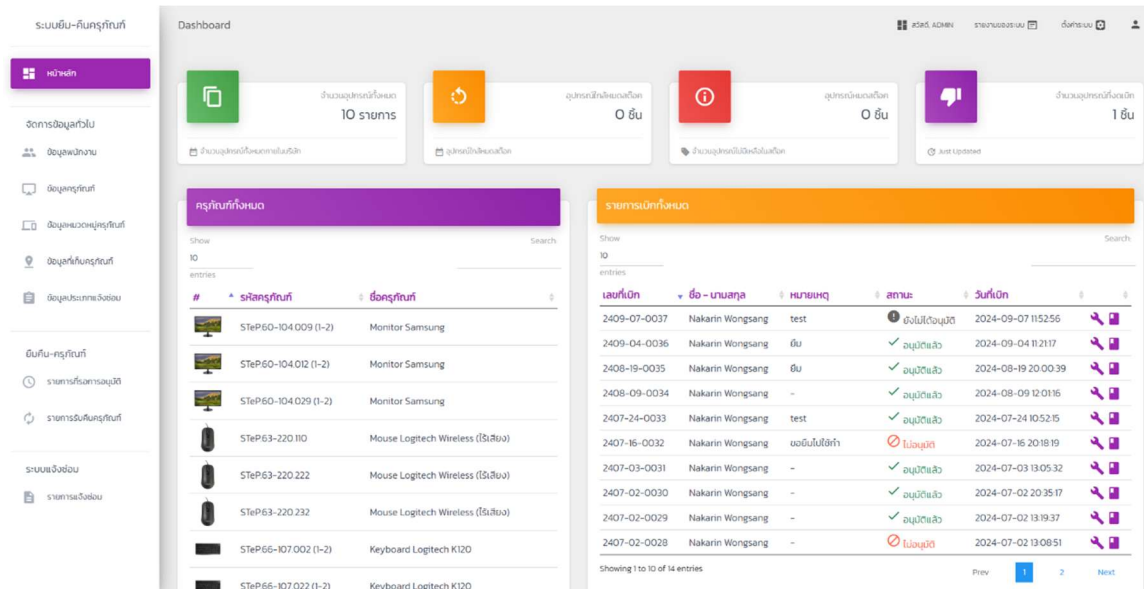 ระบบยืม-คืนครุภัณฑ์
Dashboard
สวัสดี, ADMIN
รายงานของระบบ
ตั้งค่าระบบ
หน้าหลัก
จัดการข้อมูลทั่วไป
ข้อมูลพนักงาน
ข้อมูลครุภัณฑ์
ข้อมูลหมวดหมู่ครุภัณฑ์
ข้อมูลที่เก็บครุภัณฑ์
ข้อมูลประเภทแจ้งซ่อม
ยืมคืน-ครุภัณฑ์
รายการที่รอการอนุมัติ
รายการรับคืนครุภัณฑ์
ระบบแจ้งซ่อม
รายการแจ้งซ่อม
จำนวนอุปกรณ์ทั้งหมด
10 รายการ
จำนวนอุปกรณ์ทั้งหมดภายในบริษัท
อุปกรณ์ใกล้หมดสต๊อก
0 ชิ้น
อุปกรณ์ใกล้หมดสต๊อก
อุปกรณ์หมดสต๊อก
0 ชิ้น
จำนวนอุปกรณ์ไม่มีเหลือในสต๊อก
จำนวนอุปกรณ์ที่งดเบิก
1 ชิ้น
Just Updated
ครุภัณฑ์ทั้งหมด
Show
10
entries
Search:
# รหัสครุภัณฑ์ ชื่อครุภัณฑ์
STeP.60-104.009 (1-2) Monitor Samsung
STeP.60-104.012 (1-2) Monitor Samsung
STeP.60-104.029 (1-2) Monitor Samsung
STeP.63-220.110 Mouse Logitech Wireless (ไร้เสียง)
STeP.63-220.222 Mouse Logitech Wireless (ไร้เสียง)
STeP.63-220.232 Mouse Logitech Wireless (ไร้เสียง)
STeP.66-107.002 (1-2) Keyboard Logitech K120
STeP.66-107.022 (1-2) Keyboard Logitech K120
รายการเบิกทั้งหมด
Show
10
entries
Search:
เลขที่เบิก ชื่อ - นามสกุล หมายเหตุ สถานะ วันที่เบิก
2409-07-0037 Nakarin Wongsang test ยังไม่ได้อนุมัติ 2024-09-07 11:52:56
2409-04-0036 Nakarin Wongsang ยืม อนุมัติแล้ว 2024-09-04 11:21:17
2408-19-0035 Nakarin Wongsang ยืม อนุมัติแล้ว 2024-08-19 20:00:39
2408-09-0034 Nakarin Wongsang - อนุมัติแล้ว 2024-08-09 12:01:16
2407-24-0033 Nakarin Wongsang test อนุมัติแล้ว 2024-07-24 10:52:15
2407-16-0032 Nakarin Wongsang ขอยืมไปใช้ทำ ไม่อนุมัติ 2024-07-16 20:18:19
2407-03-0031 Nakarin Wongsang - อนุมัติแล้ว 2024-07-03 13:05:32
2407-02-0030 Nakarin Wongsang - อนุมัติแล้ว 2024-07-02 20:35:17
2407-02-0029 Nakarin Wongsang - อนุมัติแล้ว 2024-07-02 13:19:37
2407-02-0028 Nakarin Wongsang - ไม่อนุมัติ 2024-07-02 13:08:51
Showing 1 to 10 of 14 entries
Prev 1 2 Next